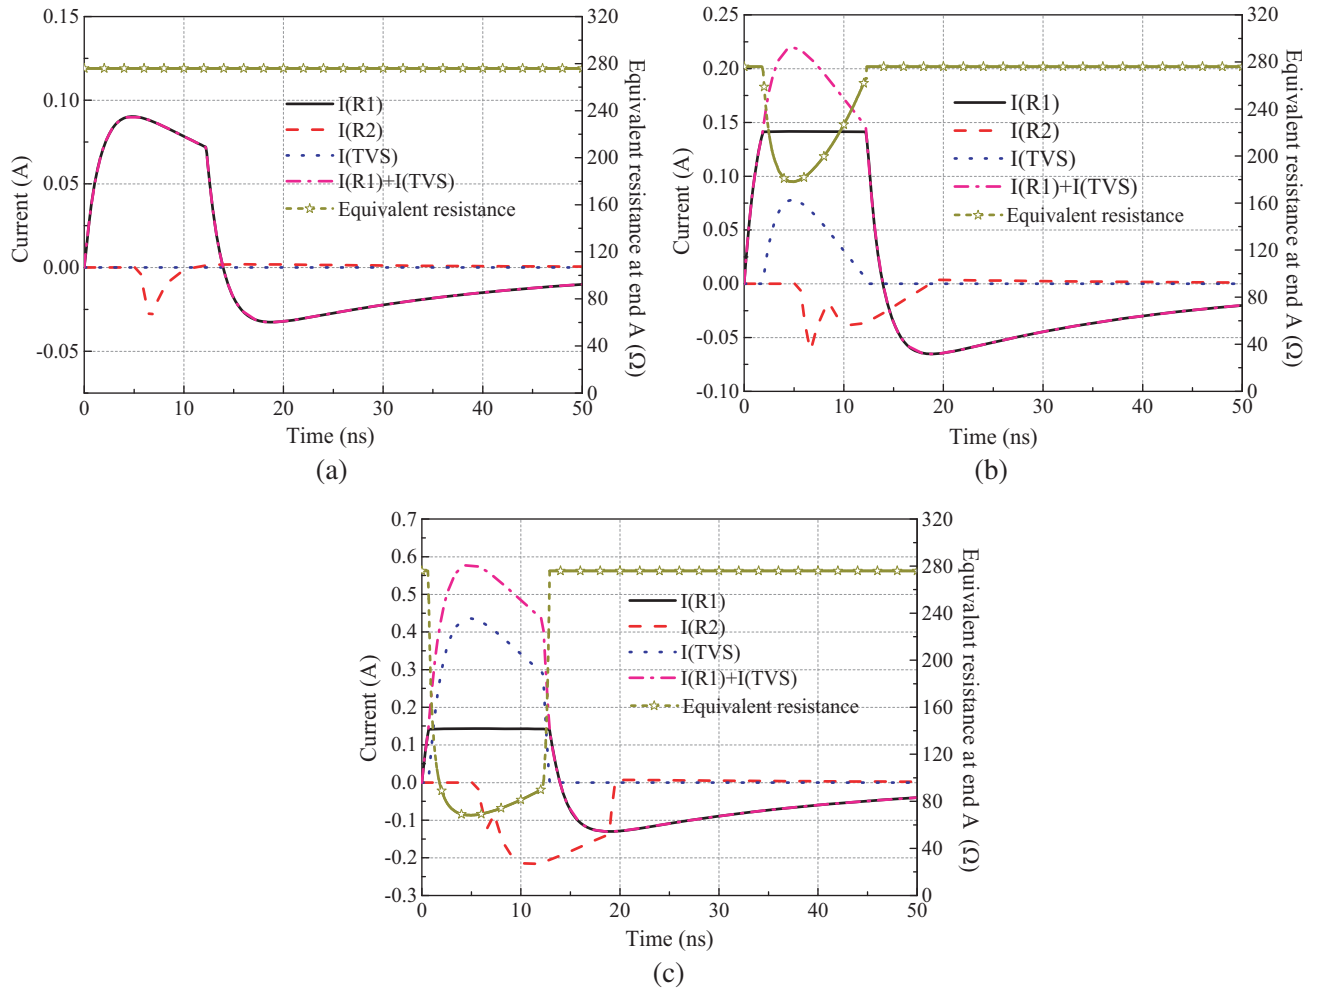 0.15
0.10
0.05
0.00
-0.05
Current (A)
0
10
20
30
40
50
Time (ns)
320
280
240
200
160
120
80
40
0
Equivalent resistance at end A (Ω)
I(R1)
I(R2)
I(TVS)
I(R1)+I(TVS)
Equivalent resistance
(a)
0.25
0.20
0.15
0.10
0.05
0.00
-0.05
-0.10
Current (A)
0
10
20
30
40
50
Time (ns)
320
280
240
200
160
120
80
40
0
Equivalent resistance at end A (Ω)
I(R1)
I(R2)
I(TVS)
I(R1)+I(TVS)
Equivalent resistance
(b)
0.7
0.6
0.5
0.4
0.3
0.2
0.1
0.0
-0.1
-0.2
-0.3
Current (A)
0
10
20
30
40
50
Time (ns)
320
280
240
200
160
120
80
40
0
Equivalent resistance at end A (Ω)
I(R1)
I(R2)
I(TVS)
I(R1)+I(TVS)
Equivalent resistance
(c)